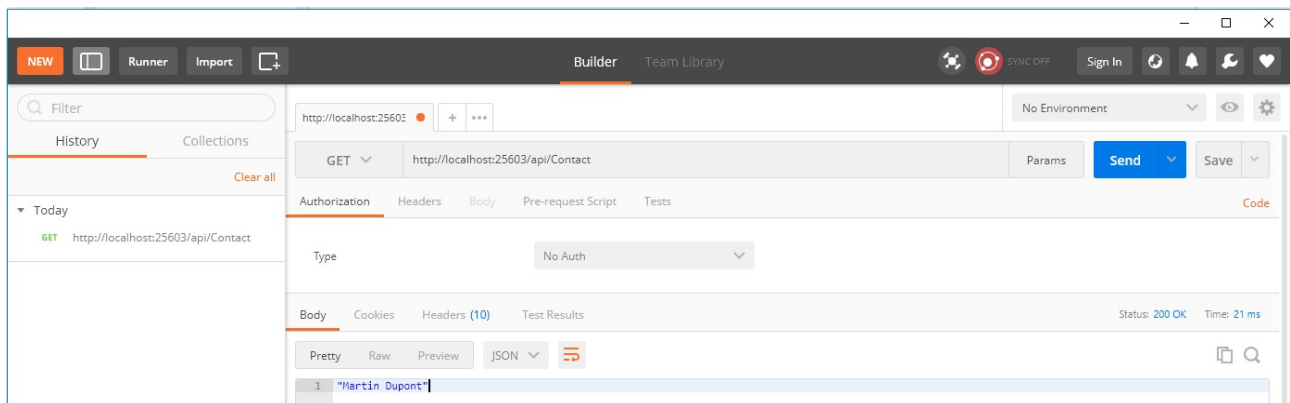 NEW Runner Import Builder Team Library SYNC OFF Sign In
Filter
History Collections
Clear all
Today
GET http://localhost:25603/api/Contact
http://localhost:25603 + ••• No Environment
GET http://localhost:25603/api/Contact Params Send Save
Authorization Headers Body Pre-request Script Tests Code
Type No Auth
Body Cookies Headers (10) Test Results Status: 200 OK Time: 21 ms
Pretty Raw Preview JSON
1 "Martin Dupont"